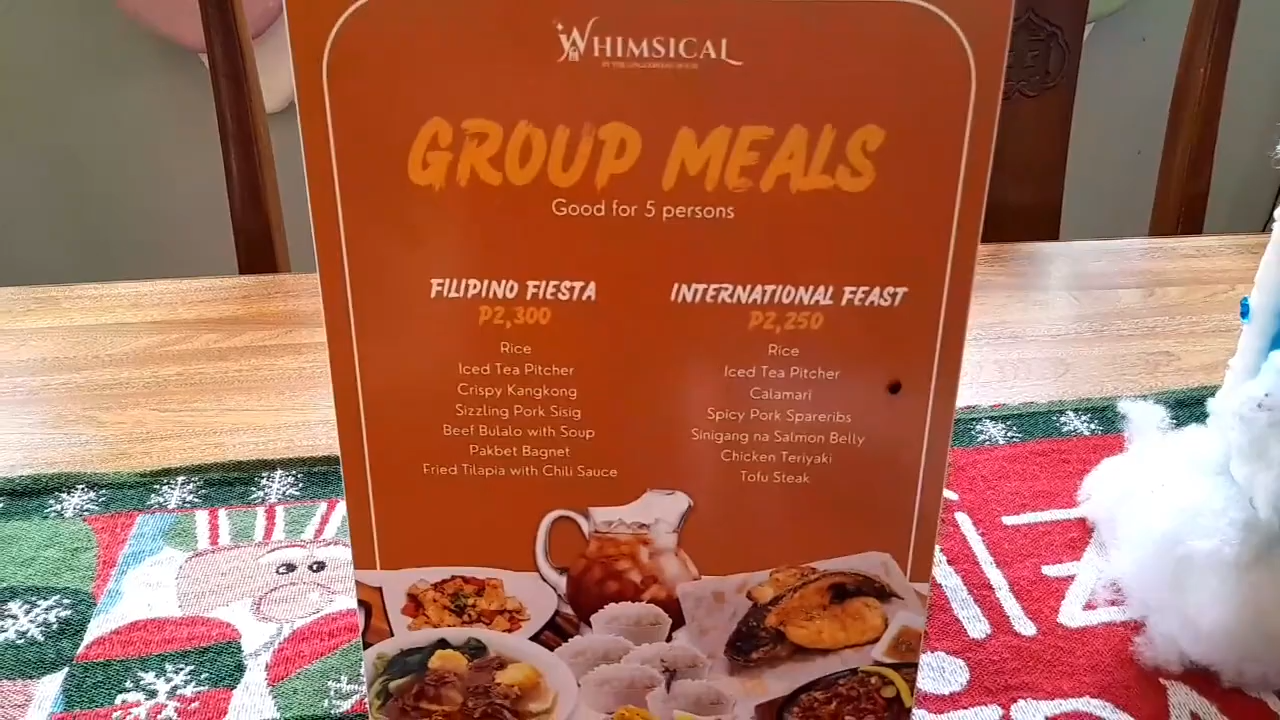 WHIMSICAL
GROUP MEALS
Good for 5 persons
FILIPINO FIESTA
P2,300
Rice
Iced Tea Pitcher
Crispy Kangkong
Sizzling Pork Sisig
Beef Bulalo with Soup
Pakbet Bagnet
Fried Tilapia with Chili Sauce
INTERNATIONAL FEAST
P2,250
Rice
Iced Tea Pitcher
Calamari
Spicy Pork Spareribs
Sinigang na Salmon Belly
Chicken Teriyaki
Tofu Steak